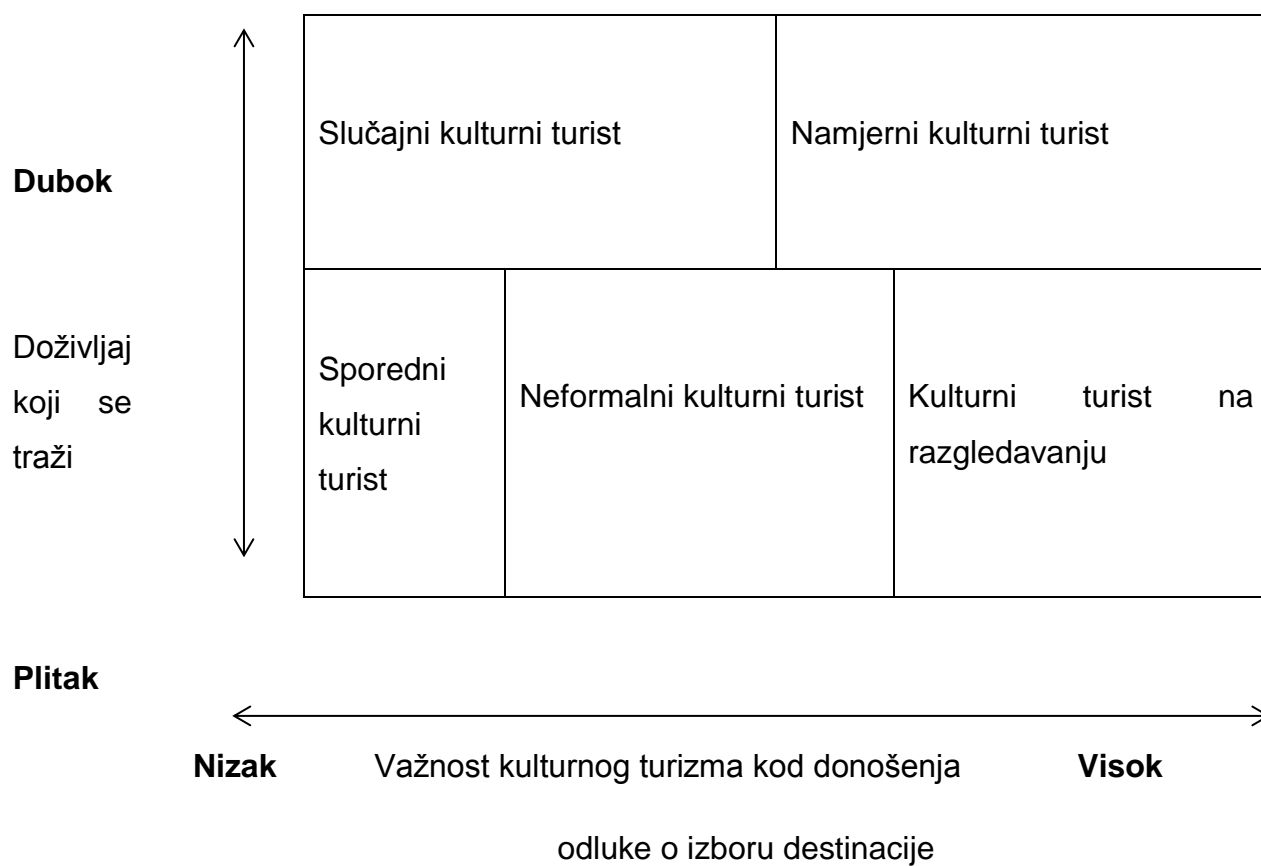 Slučajni kulturni turist
Namjerni kulturni turist
Dubok
Doživljaj
koji se
traži
Sporedni
kulturni
turist
Neformalni kulturni turist
Kulturni turist na
razgledavanju
Plitak
Nizak
Važnost kulturnog turizma kod donošenja
Visok
odluke o izboru destinacije